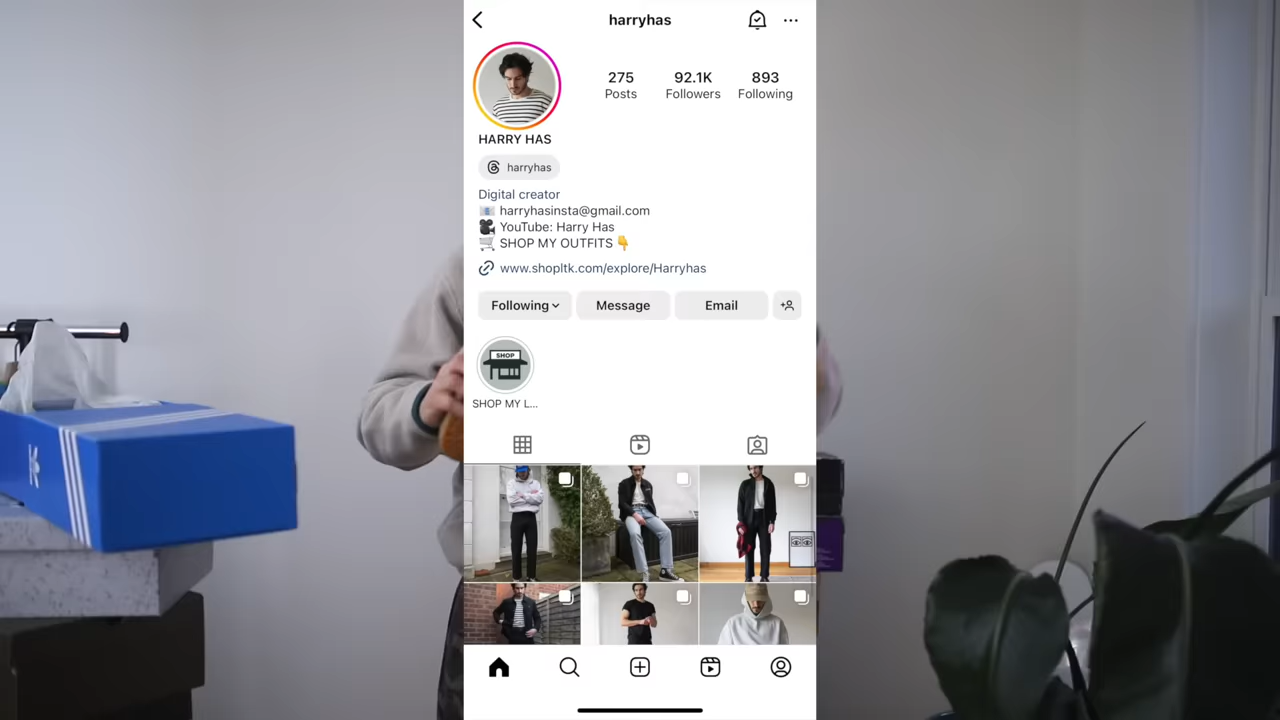 harryhas
275
92.1K
893
Posts
Followers
Following
HARRY HAS
harryhas
Digital creator
📧 harryhasinsta@gmail.com
🎥 YouTube: Harry Has
🛒 SHOP MY OUTFITS 👇
www.shopltk.com/explore/Harryhas
Following
Message
Email
SHOP
SHOP MY L...